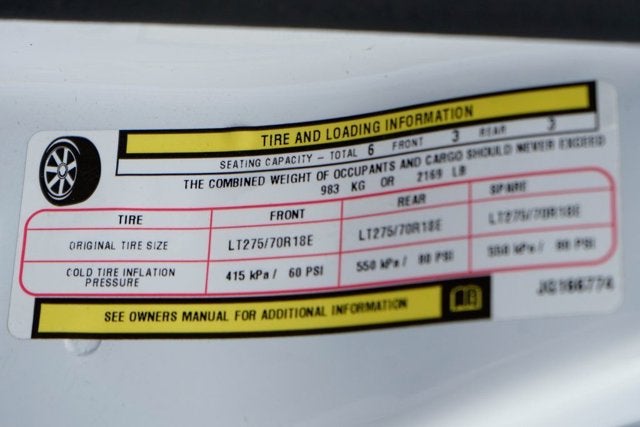 TIRE AND LOADING INFORMATION
SEATING CAPACITY – TOTAL 6 FRONT 3 REAR 3
THE COMBINED WEIGHT OF OCCUPANTS AND CARGO SHOULD NEVER EXCEED
983 KG OR 2169 LB
TIRE FRONT REAR SPARE
ORIGINAL TIRE SIZE LT275/70R18E LT275/70R18E LT275/70R18E
COLD TIRE INFLATION PRESSURE 415 kPa / 60 PSI 550 kPa / 80 PSI 550 kPa / 80 PSI
SEE OWNERS MANUAL FOR ADDITIONAL INFORMATION